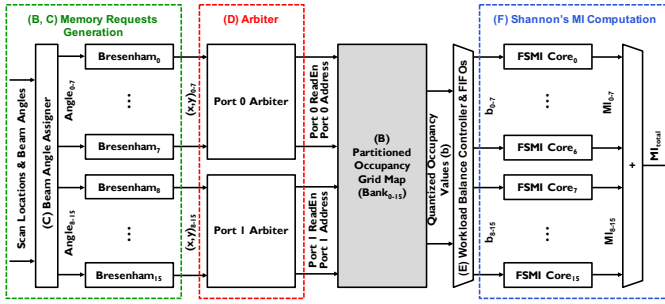 (B, C) Memory Requests
Generation
(D) Arbiter
(F) Shannon's MI Computation
Scan Locations & Beam Angles
(C) Beam Angle Assigner
Angle0-7
Angle8-15
Bresenham0
...
Bresenham7
Bresenham8
...
Bresenham15
(x,y)0-7
(x,y)8-15
Port 0 Arbiter
Port 1 Arbiter
Port 0 ReadEn
Port 0 Address
Port 1 ReadEn
Port 1 Address
(B)
Partitioned
Occupancy
Grid Map
(Bank0-15)
Quantized Occupancy
Values (b)
(E) Workload Balance Controller & FIFOs
b0-7
b8-15
FSMI Core0
...
FSMI Core6
FSMI Core7
...
FSMI Core15
MI0-7
MI8-15
+
MItotal